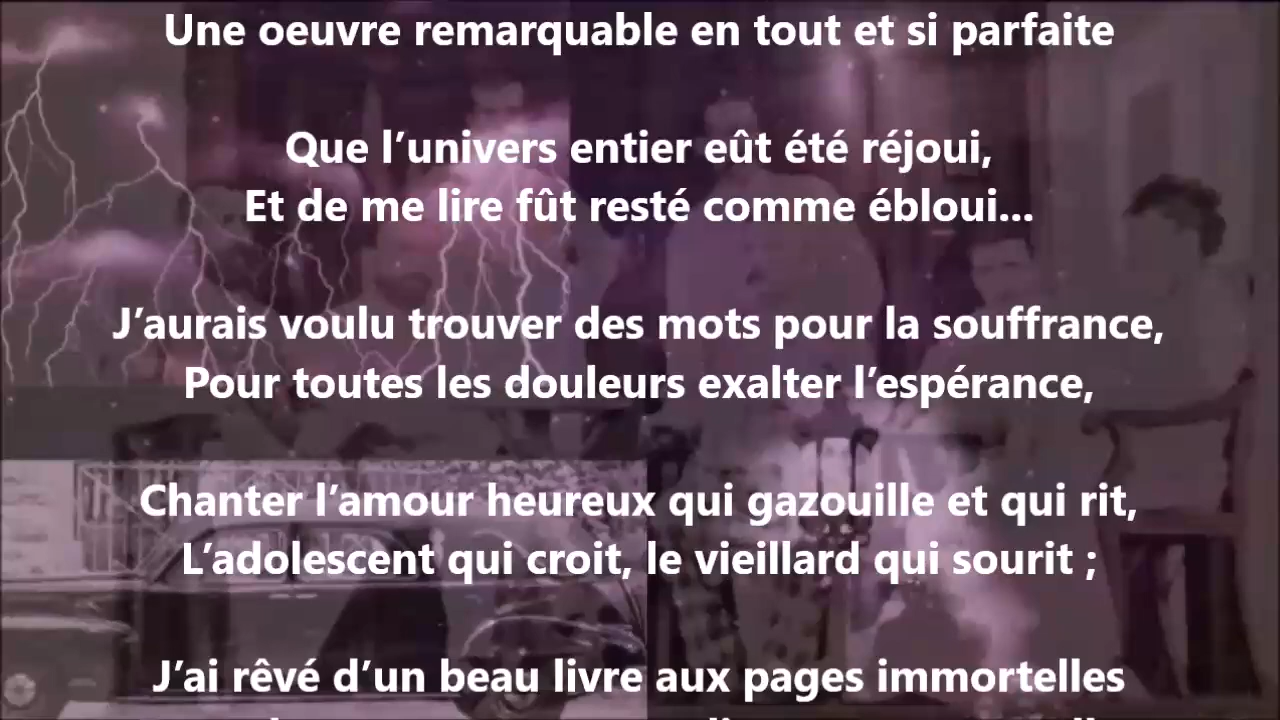 Une oeuvre remarquable en tout et si parfaite
Que l’univers entier eût été réjoui,
Et de me lire fût resté comme ébloui...
J’aurais voulu trouver des mots pour la souffrance,
Pour toutes les douleurs exalter l’espérance,
Chanter l’amour heureux qui gazouille et qui rit,
L’adolescent qui croit, le vieillard qui sourit ;
J’ai rêvé d’un beau livre aux pages immortelles